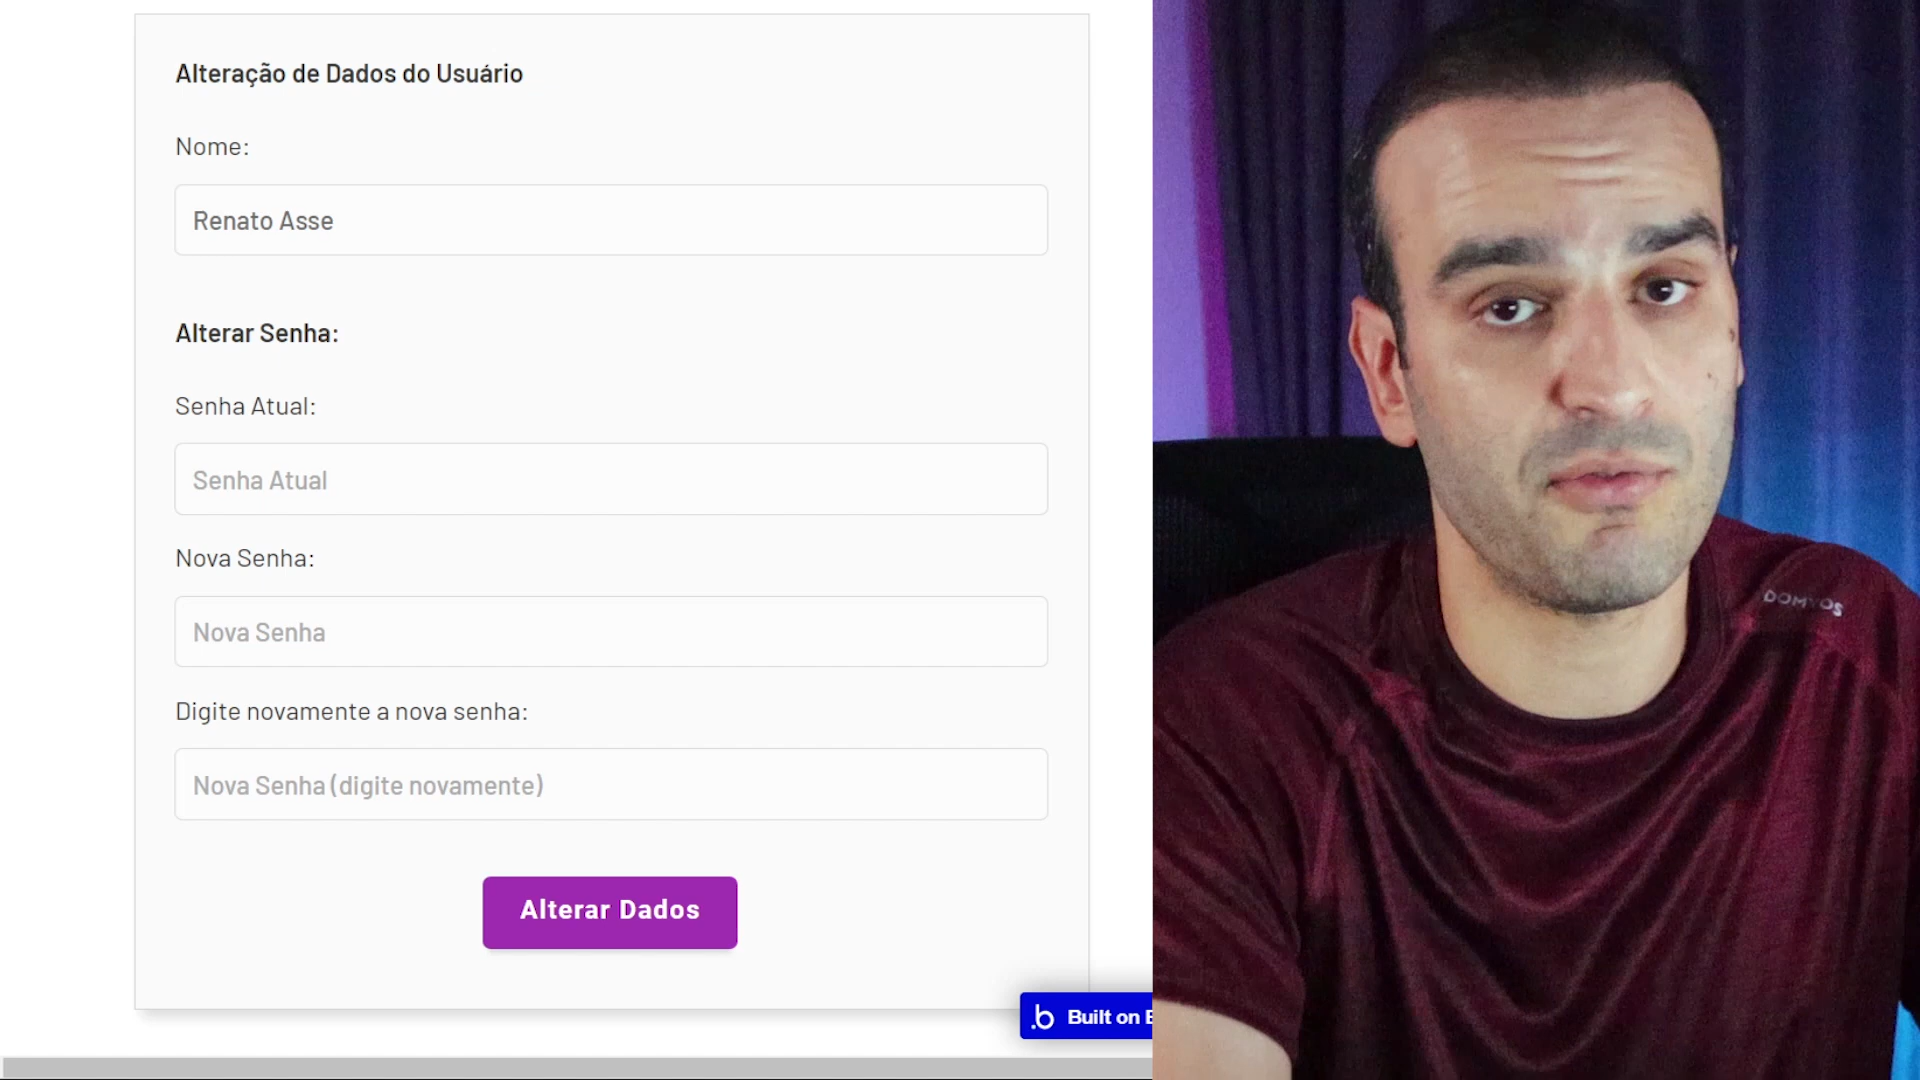 Alteração de Dados do Usuário
Nome:
Renato Asse
Alterar Senha:
Senha Atual:
Senha Atual
Nova Senha:
Nova Senha
Digite novamente a nova senha:
Nova Senha (digite novamente)
Alterar Dados
.b Built on
DOMYOS